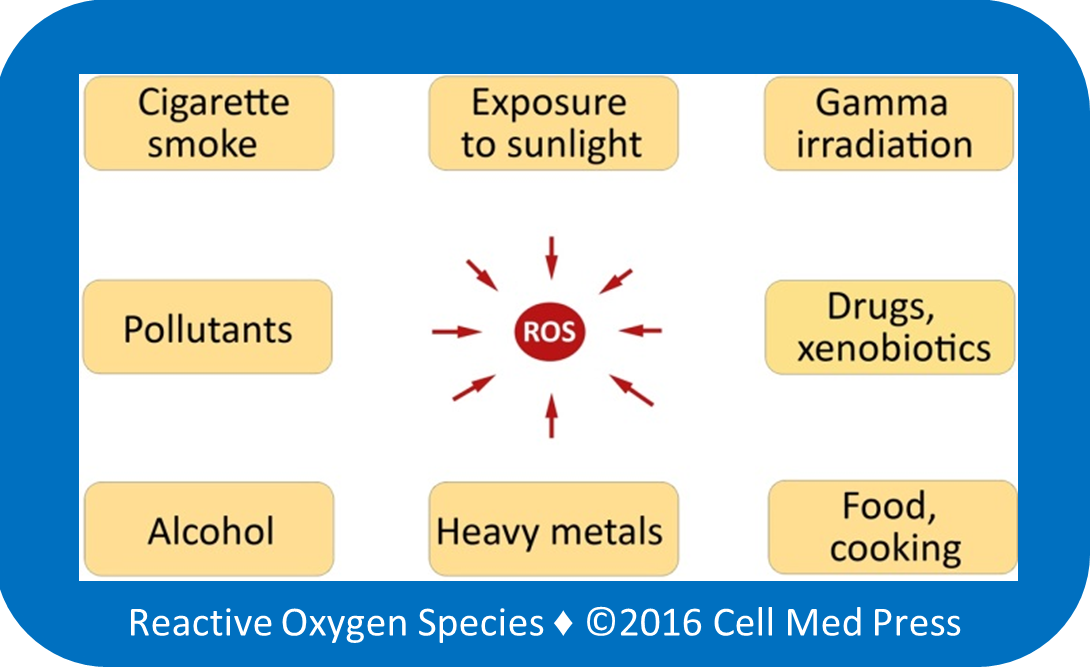 Cigarette
smoke
Exposure
to sunlight
Gamma
irradiation
Pollutants
ROS
Drugs,
xenobiotics
Alcohol
Heavy metals
Food,
cooking
Reactive Oxygen Species ♦ ©2016 Cell Med Press